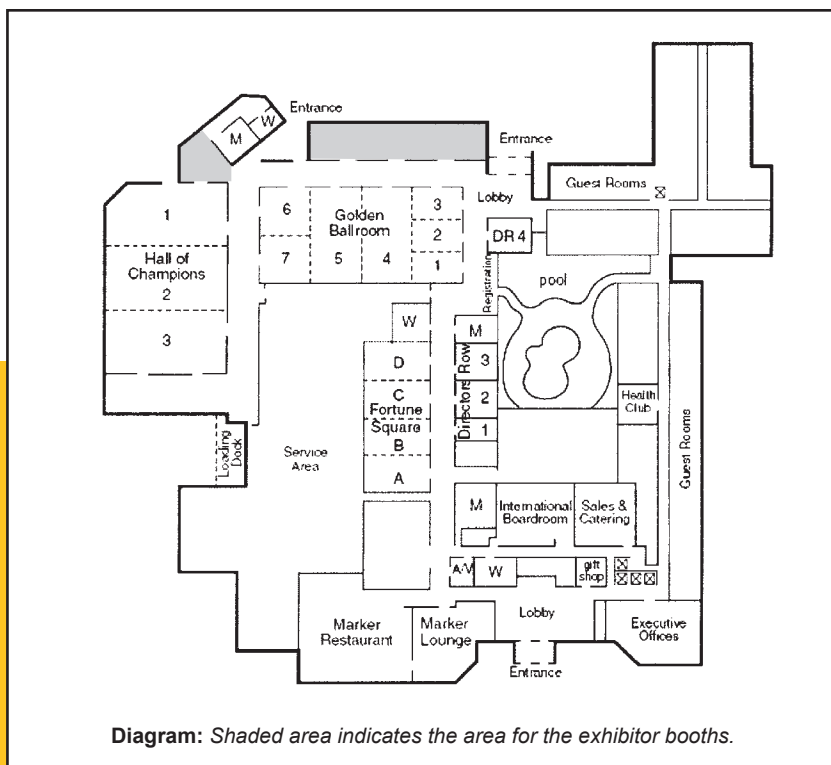 Entrance
W
M
Entrance
Guest Rooms
Lobby
1
6
Golden
Ballroom
3
2
DR 4
Hall of
Champions
7
5
4
1
2
Registration
pool
3
W
M
D
3
C
Fortune
Square
Directors Row
2
Health
Club
B
1
Guest Rooms
Loading
Dock
Service
Area
A
M
International
Boardroom
Sales &
Catering
A/V
W
gift
shop
Marker
Restaurant
Marker
Lounge
Lobby
Executive
Offices
Entrance
Diagram: Shaded area indicates the area for the exhibitor booths.